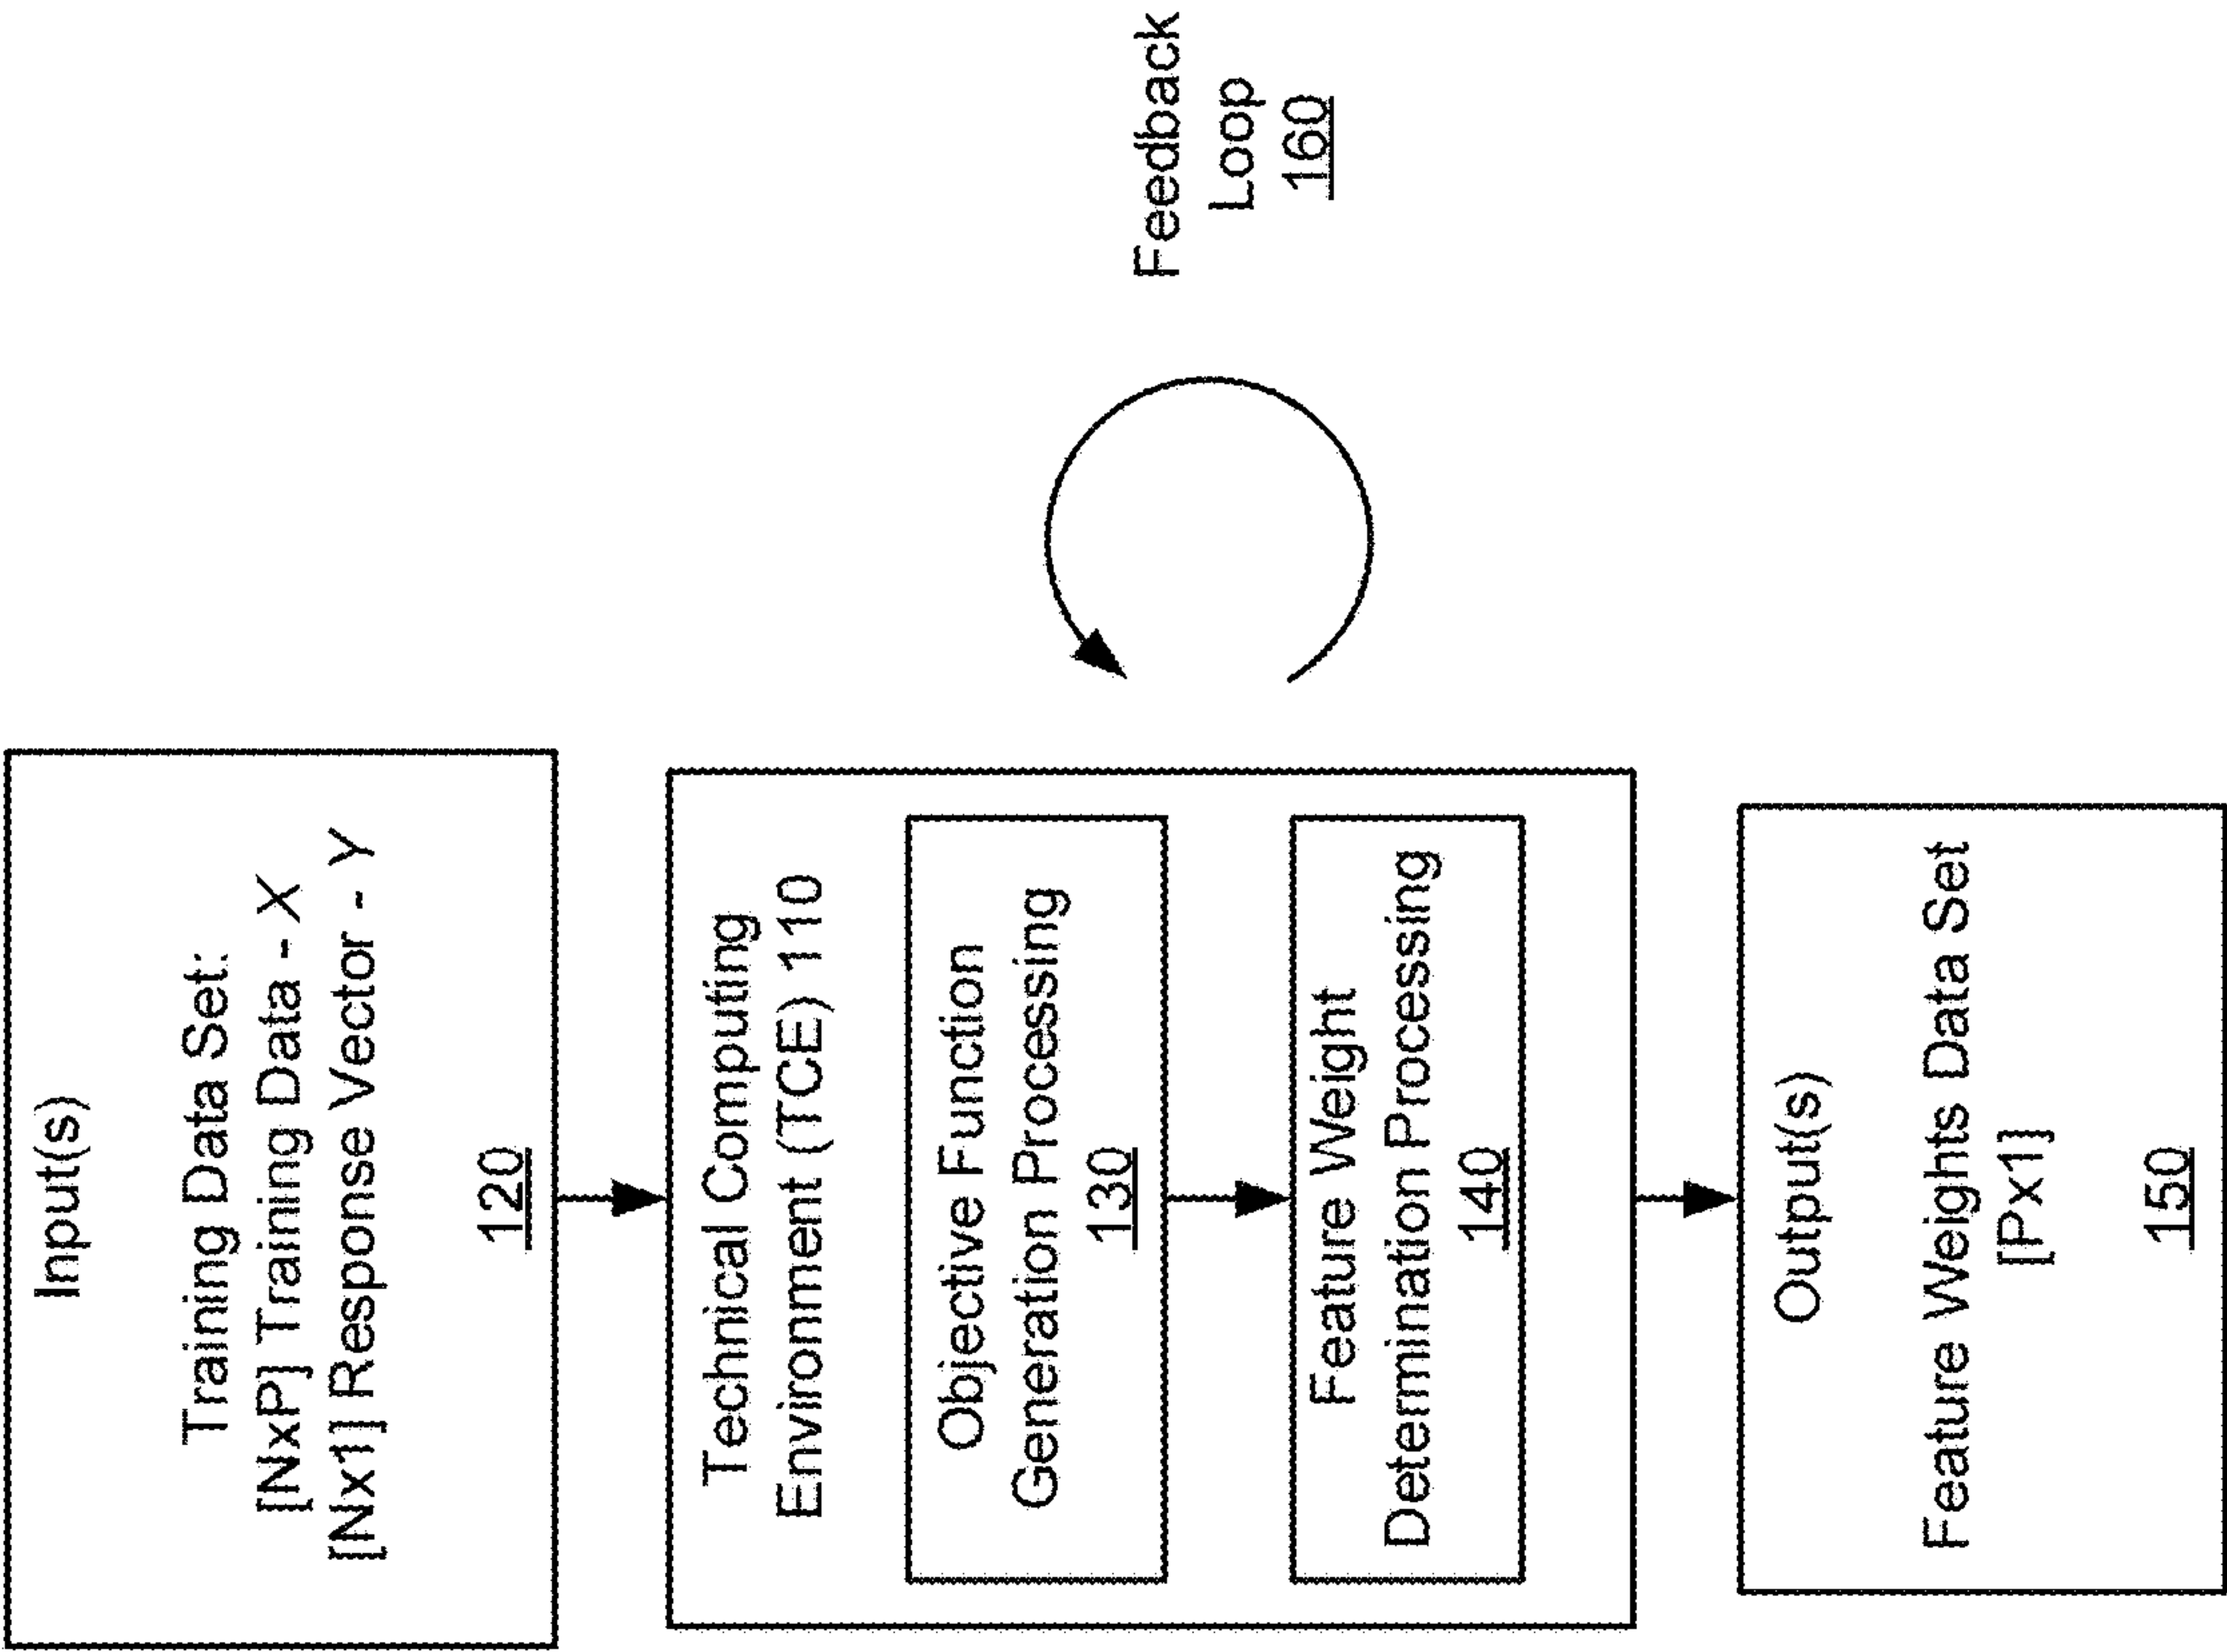 Input(s)
Training Data Set:
[NxP] Training Data - X
[Nx1] Response Vector - Y
120
Technical Computing
Environment (TCE) 110
Objective Function
Generation Processing
130
Feature Weight
Determination Processing
140
Output(s)
Feature Weights Data Set
[Px1]
150
Feedback
Loop
160